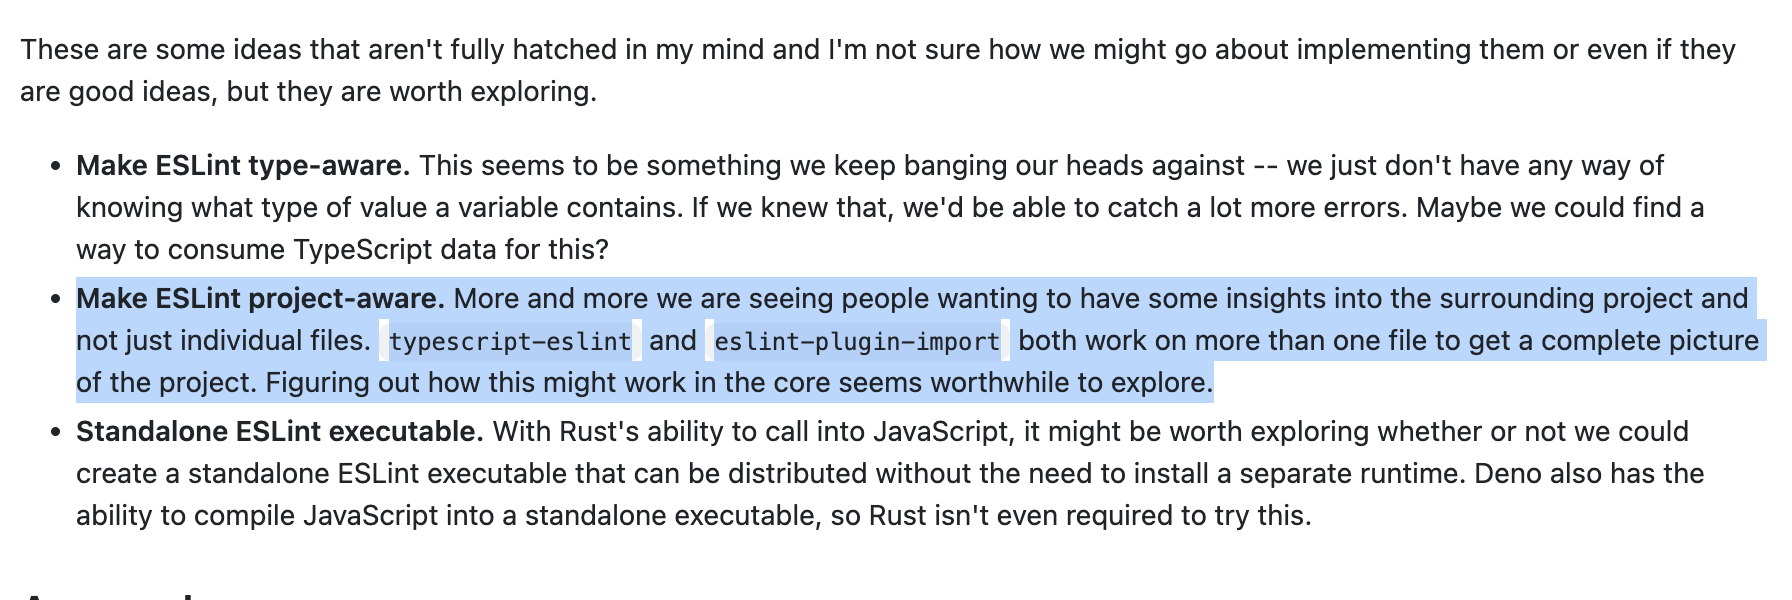 These are some ideas that aren't fully hatched in my mind and I'm not sure how we might go about implementing them or even if they
are good ideas, but they are worth exploring.
• Make ESLint type-aware. This seems to be something we keep banging our heads against -- we just don't have any way of
knowing what type of value a variable contains. If we knew that, we'd be able to catch a lot more errors. Maybe we could find a
way to consume TypeScript data for this?
• Make ESLint project-aware. More and more we are seeing people wanting to have some insights into the surrounding project and
not just individual files. typescript-eslint and eslint-plugin-import both work on more than one file to get a complete picture
of the project. Figuring out how this might work in the core seems worthwhile to explore.
• Standalone ESLint executable. With Rust's ability to call into JavaScript, it might be worth exploring whether or not we could
create a standalone ESLint executable that can be distributed without the need to install a separate runtime. Deno also has the
ability to compile JavaScript into a standalone executable, so Rust isn't even required to try this.